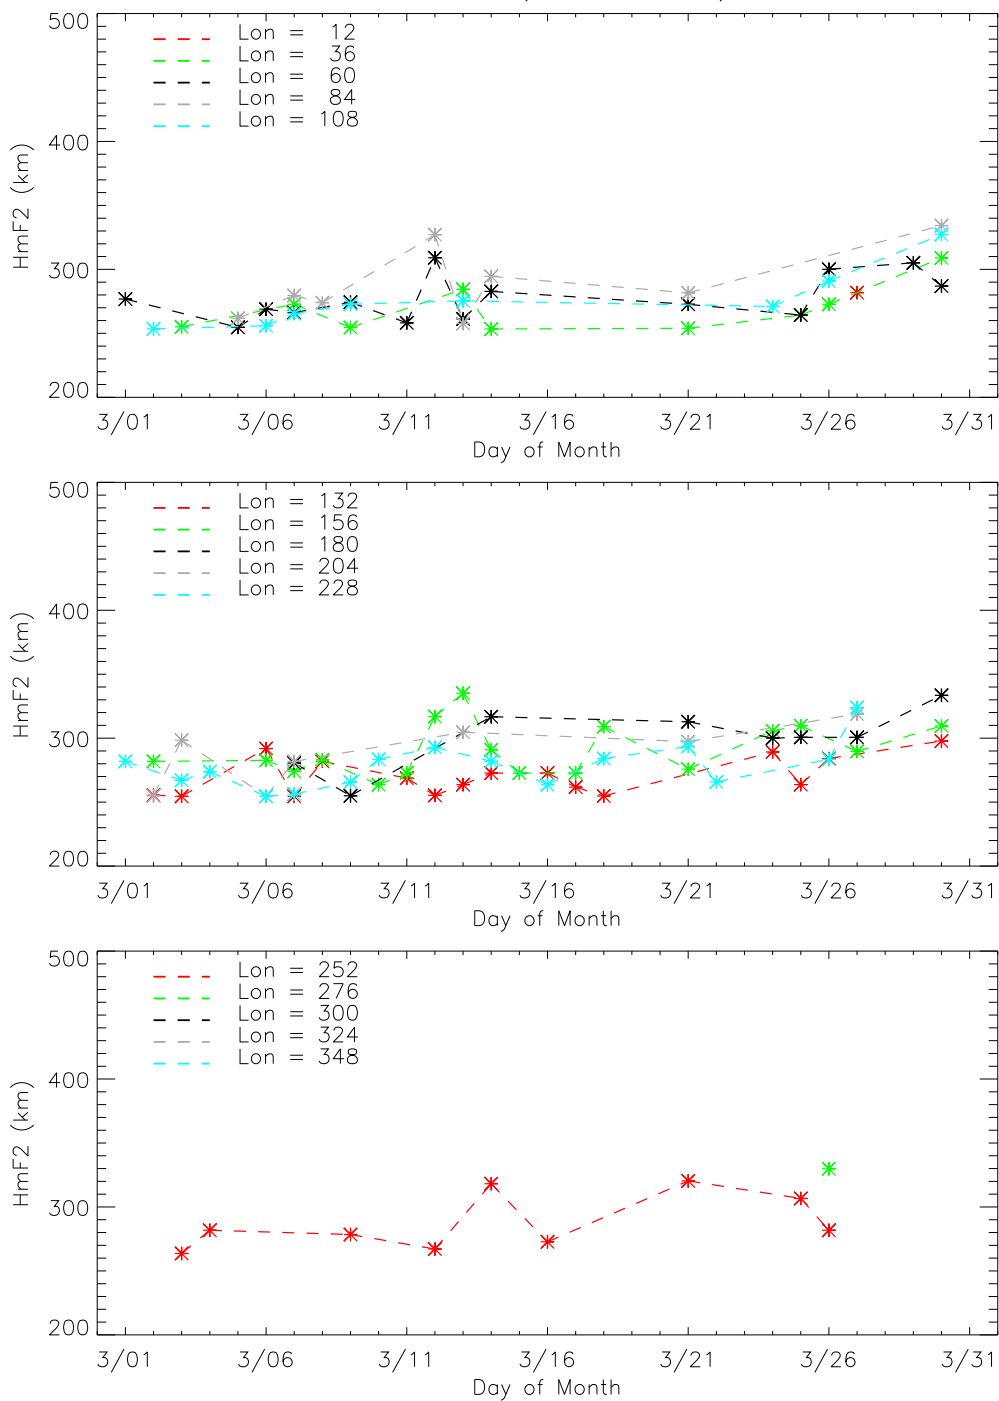 500
400
300
200
HmF2 (km)
Lon = 12
Lon = 36
Lon = 60
Lon = 84
Lon = 108
3/01 3/06 3/11 3/16 3/21 3/26 3/31
Day of Month
500
400
300
200
HmF2 (km)
Lon = 132
Lon = 156
Lon = 180
Lon = 204
Lon = 228
3/01 3/06 3/11 3/16 3/21 3/26 3/31
Day of Month
500
400
300
200
HmF2 (km)
Lon = 252
Lon = 276
Lon = 300
Lon = 324
Lon = 348
3/01 3/06 3/11 3/16 3/21 3/26 3/31
Day of Month